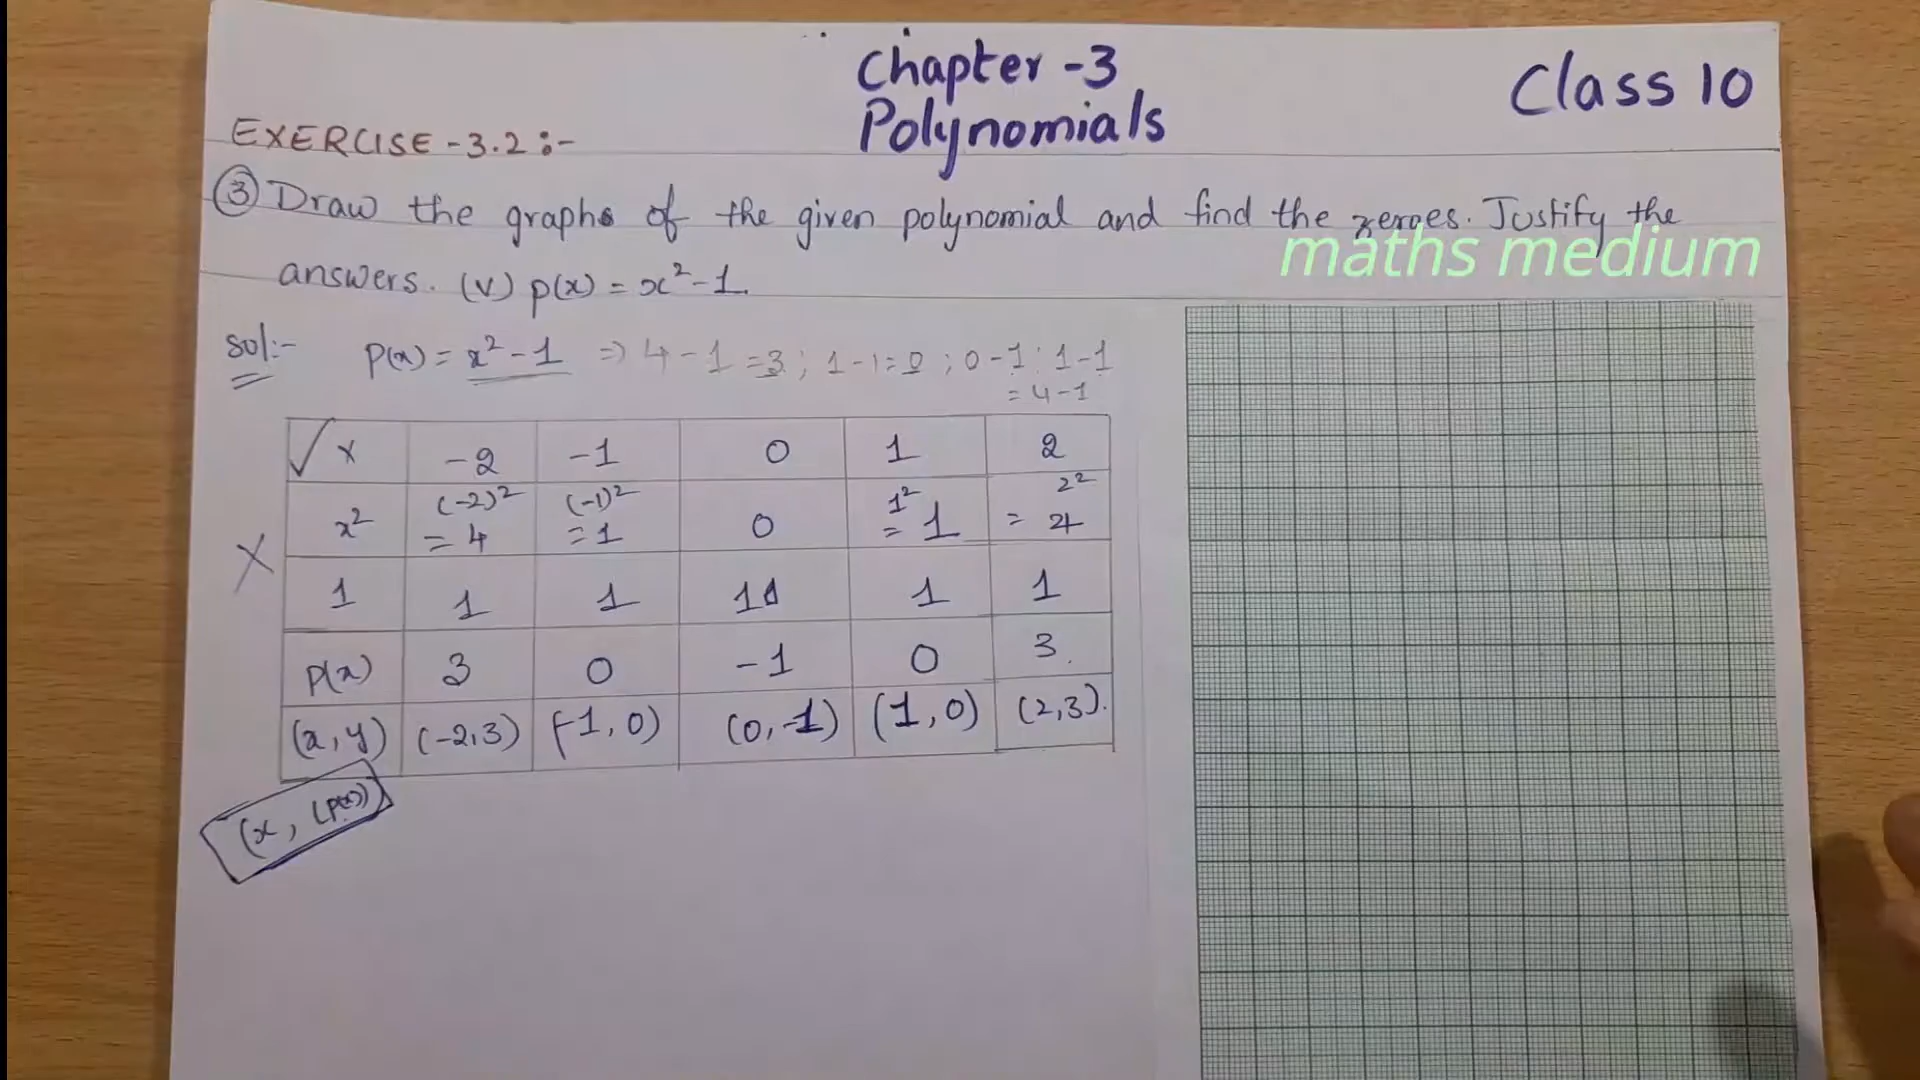 Chapter -3
Polynomials
Class 10
EXERCISE -3.2 :-
③ Draw the graphs of the given polynomial and find the zeroes. Justify the
maths medium
answers. (v) p(x) = x² - 1.
Sol:- P(x) = x² - 1 => 4 - 1 = 3 ; 1 - 1 = 0 ; 0 - 1 ; 1 - 1
= 4 - 1
✓ x -2 -1 0 1 2
(-2)² (-1)² 1² 2²
x² = 4 = 1 0 = 1 = 4
X
1 1 1 1 1 1
p(x) 3 0 -1 0 3.
(x, y) (-2,3) (-1, 0) (0, -1) (1, 0) (2,3).
(x, (p(x))